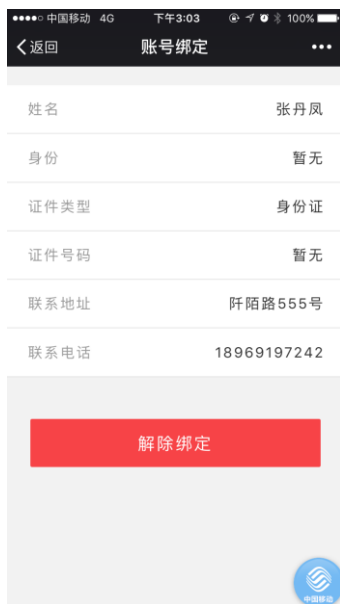 中国移动 4G 下午3:03 100%
返回 账号绑定
姓名 张丹凤
身份 暂无
证件类型 身份证
证件号码 暂无
联系地址 阡陌路555号
联系电话 18969197242
解除绑定
中国移动